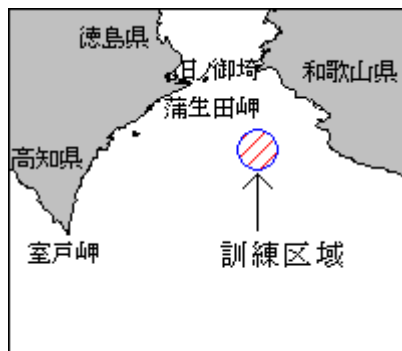 徳島県
日ノ御埼
和歌山県
蒲生田岬
高知県
室戸岬
訓練区域